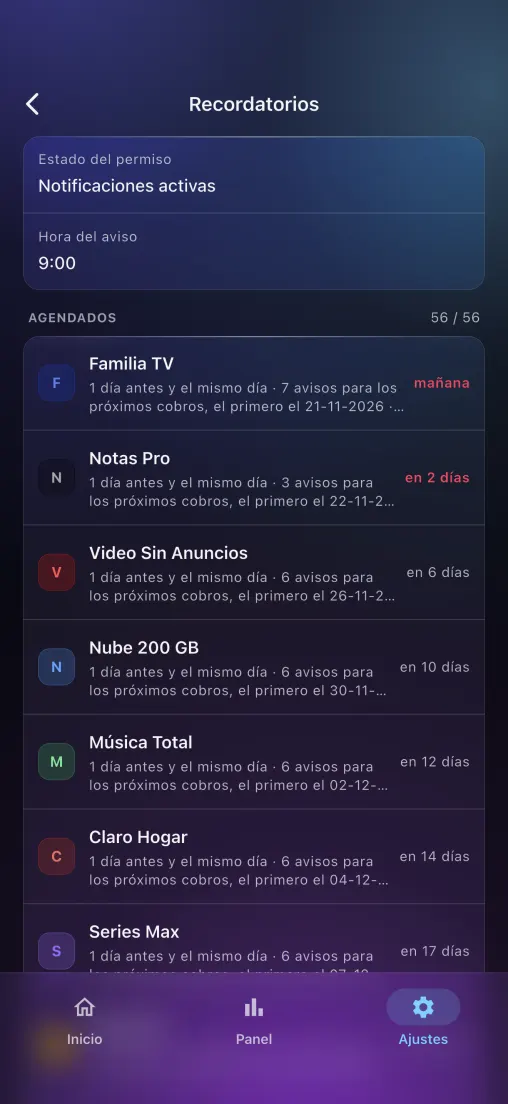 Recordatorios
Estado del permiso
Notificaciones activas
Hora del aviso
9:00
AGENDADOS 56 / 56
F Familia TV
1 día antes y el mismo día · 7 avisos para los
próximos cobros, el primero el 21-11-2026 ·...
mañana
N Notas Pro
1 día antes y el mismo día · 3 avisos para
los próximos cobros, el primero el 22-11-2...
en 2 días
V Video Sin Anuncios
1 día antes y el mismo día · 6 avisos para
los próximos cobros, el primero el 26-11-2...
en 6 días
N Nube 200 GB
1 día antes y el mismo día · 6 avisos para
los próximos cobros, el primero el 30-11-...
en 10 días
M Música Total
1 día antes y el mismo día · 6 avisos para
los próximos cobros, el primero el 02-12-...
en 12 días
C Claro Hogar
1 día antes y el mismo día · 6 avisos para
los próximos cobros, el primero el 04-12-...
en 14 días
S Series Max
1 día antes y el mismo día · 6 avisos para
en 17 días
Inicio
Panel
Ajustes